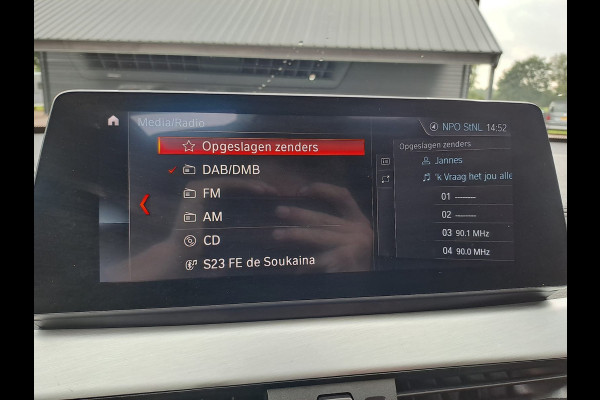 Media/Radio
NPO StNL 14:52
Opgeslagen zenders
DAB/DMB
FM
AM
CD
S23 FE de Soukaina
Opgeslagen zenders
Jannes
'k Vraag het jou alle
01 -----
02 -----
03 90.1 MHz
04 90.0 MHz